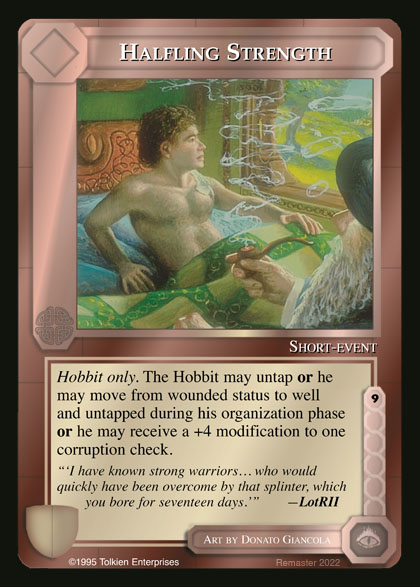 Halfling Strength
Short-event
Hobbit only. The Hobbit may untap or he
may move from wounded status to well
and untapped during his organization phase
or he may receive a +4 modification to one
corruption check.
“‘I have known strong warriors… who would
quickly have been overcome by that splinter, which
you bore for seventeen days.’” —LotRII
9
Art by Donato Giancola
©1995 Tolkien Enterprises
Remaster 2022